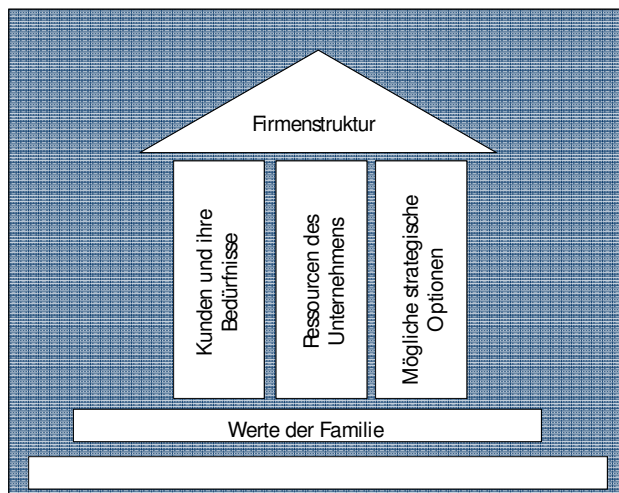 Firmenstruktur
Kunden und ihre
Bedürfnisse
Ressourcen des
Unternehmens
Mögliche strategische
Optionen
Werte der Familie